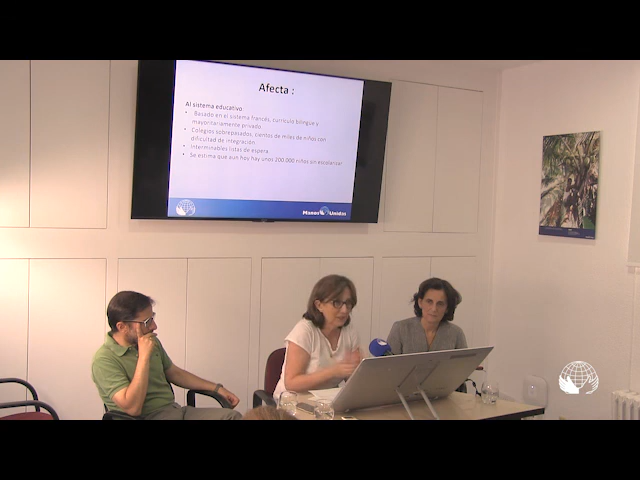 Afecta :
Al sistema educativo:
• Basado en el sistema francés, currículo bilingüe y
mayoritariamente privado.
• Colegios sobrepasados, cientos de miles de niños con
dificultad de integración.
• Interminables listas de espera.
• Se estima que aun hoy hay unos 200.000 niños sin escolarizar
Manos Unidas